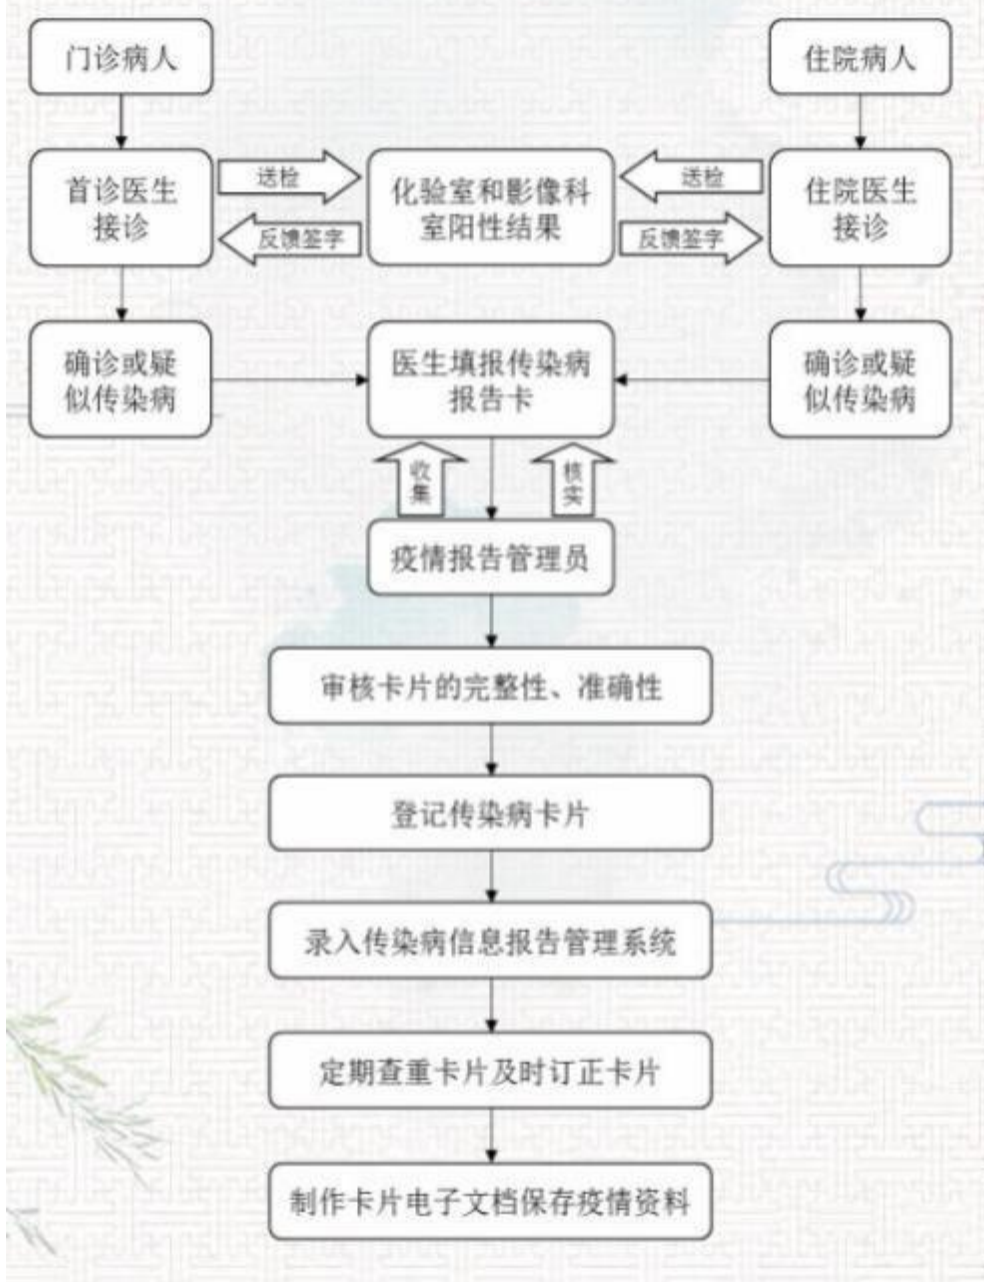 门诊病人
住院病人
首诊医生
接诊
送检
反馈签字
化验室和影像科
室阳性结果
送检
反馈签字
住院医生
接诊
确诊或疑
似传染病
医生填报传染病
报告卡
确诊或疑
似传染病
收集
核实
疫情报告管理员
审核卡片的完整性、准确性
登记传染病卡片
录入传染病信息报告管理系统
定期查重卡片及时订正卡片
制作卡片电子文档保存疫情资料